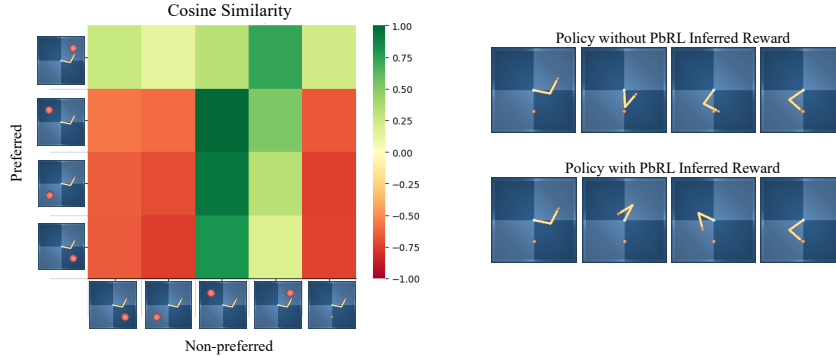 Cosine Similarity
Preferred
Non-preferred
1.00
0.75
0.50
0.25
0.00
−0.25
−0.50
−0.75
−1.00
Policy without PbRL Inferred Reward
Policy with PbRL Inferred Reward